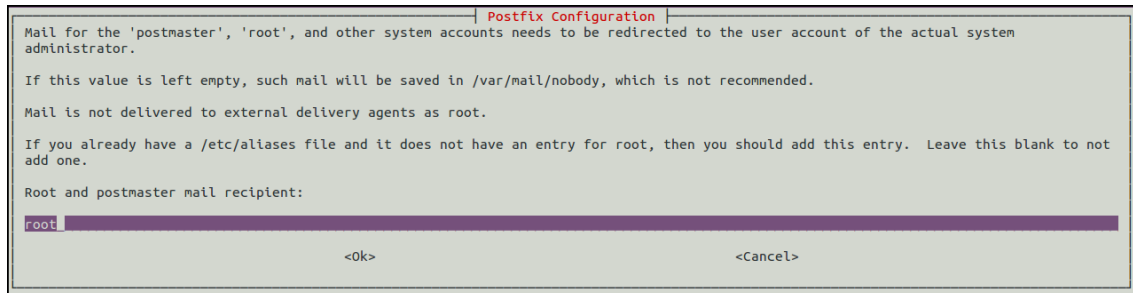 Postfix Configuration
Mail for the 'postmaster', 'root', and other system accounts needs to be redirected to the user account of the actual system
administrator.
If this value is left empty, such mail will be saved in /var/mail/nobody, which is not recommended.
Mail is not delivered to external delivery agents as root.
If you already have a /etc/aliases file and it does not have an entry for root, then you should add this entry.  Leave this blank to not
add one.
Root and postmaster mail recipient:
root_
<Ok> <Cancel>